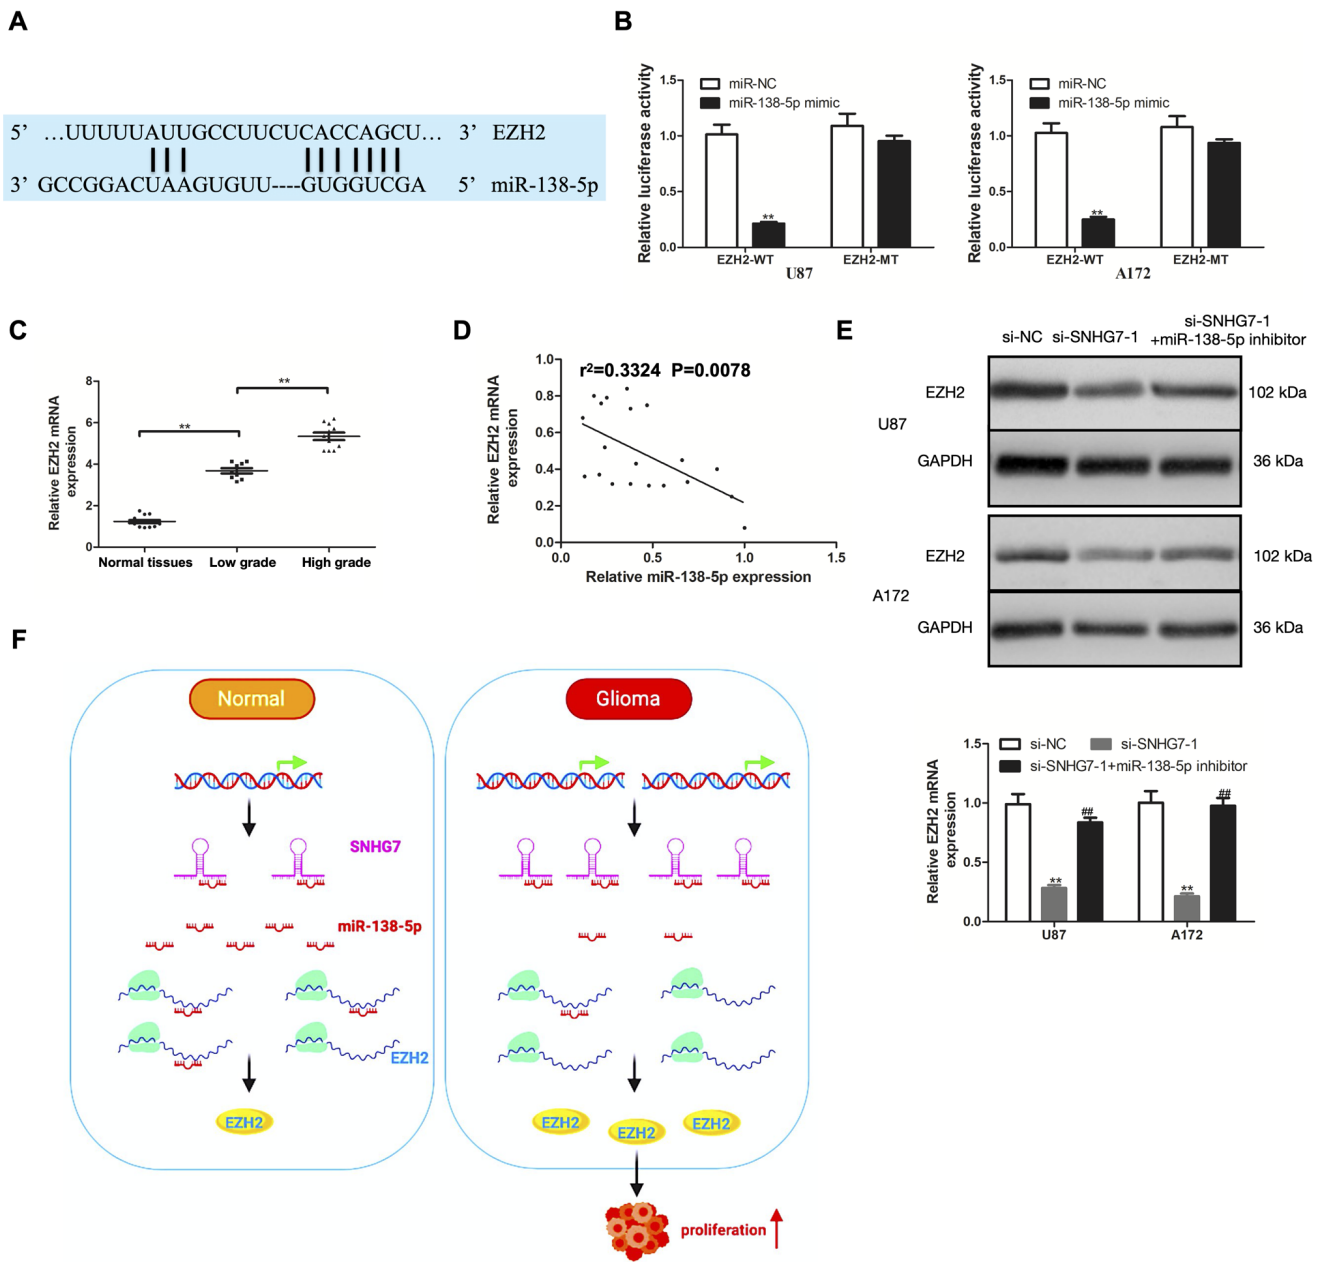 A
5’ …UUUUUAUUGCCUUCUCACCAGCU… 3’ EZH2
3’ GCCGGACUAAGUGUU----GUGGUCGA 5’ miR-138-5p
B
Relative luciferase activity
1.5
1.0
0.5
0.0
miR-NC
miR-138-5p mimic
**
EZH2-WT EZH2-MT
U87
Relative luciferase activity
1.5
1.0
0.5
0.0
miR-NC
miR-138-5p mimic
**
EZH2-WT EZH2-MT
A172
C
Relative EZH2 mRNA
expression
8
6
4
2
0
**
**
Normal tissues Low grade High grade
D
Relative EZH2 mRNA
expression
1.0
0.8
0.6
0.4
0.2
0.0
r²=0.3324 P=0.0078
0.0 0.5 1.0 1.5
Relative miR-138-5p expression
E
si-NC si-SNHG7-1 si-SNHG7-1
+miR-138-5p inhibitor
U87
EZH2 102 kDa
GAPDH 36 kDa
A172
EZH2 102 kDa
GAPDH 36 kDa
Relative EZH2 mRNA
expression
1.5
1.0
0.5
0.0
si-NC si-SNHG7-1
si-SNHG7-1+miR-138-5p inhibitor
** ##
** ##
U87 A172
F
Normal
SNHG7
miR-138-5p
EZH2
EZH2
Glioma
EZH2 EZH2 EZH2
proliferation